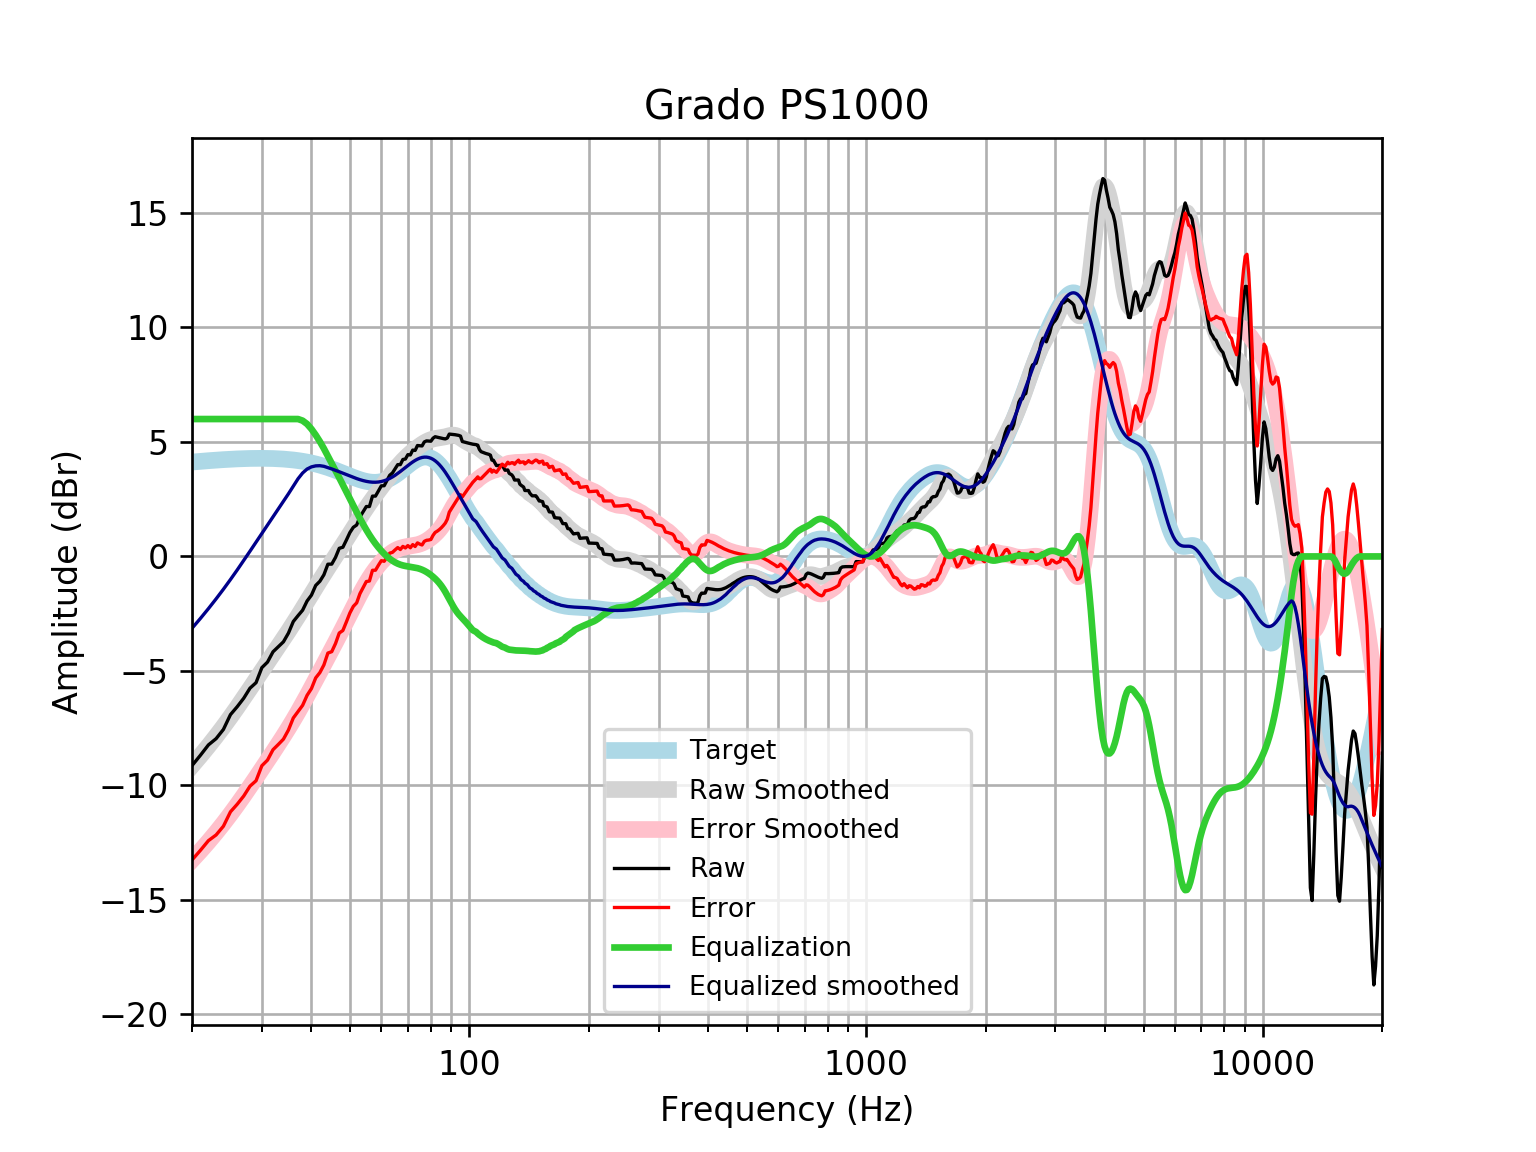 Grado PS1000
Amplitude (dBr)
15
10
5
0
−5
−10
−15
−20
Target
Raw Smoothed
Error Smoothed
Raw
Error
Equalization
Equalized smoothed
100
1000
10000
Frequency (Hz)